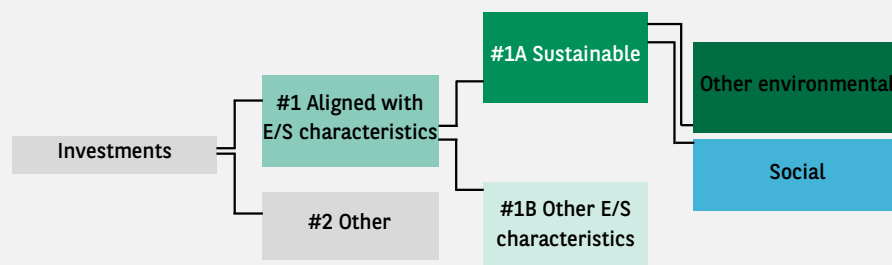 Investments
#1 Aligned with
E/S characteristics
#2 Other
#1A Sustainable
#1B Other E/S
characteristics
Other environmental
Social